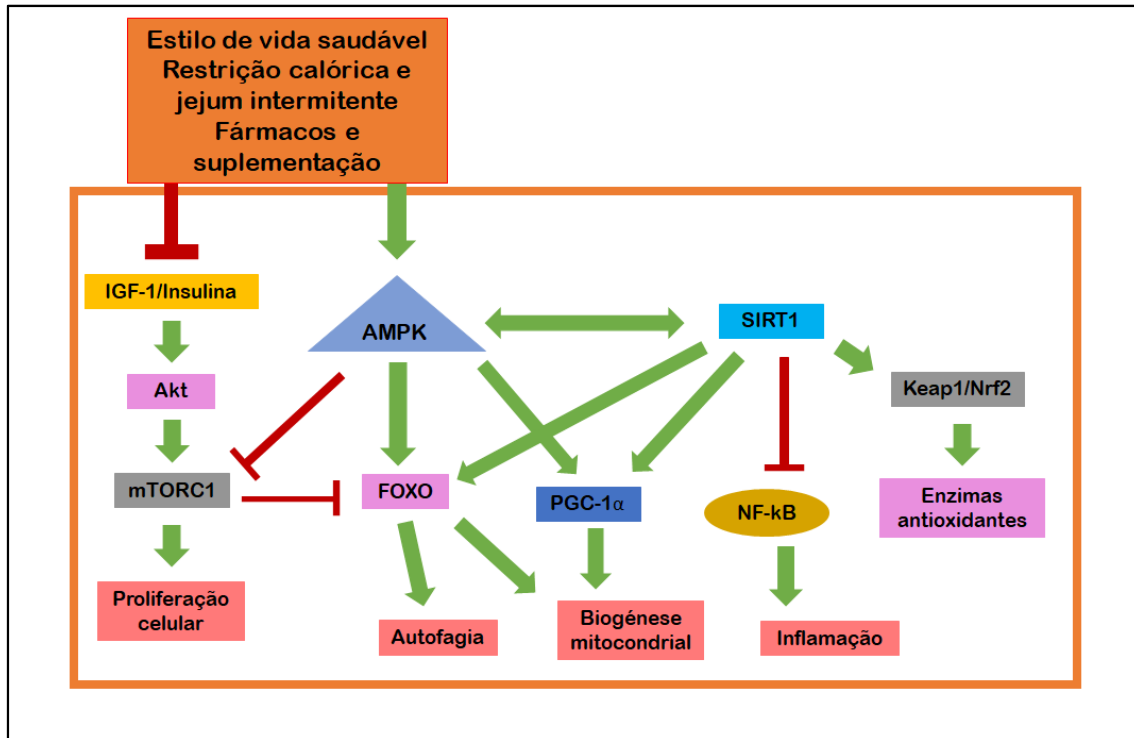 Estilo de vida saudável
Restrição calórica e
jejum intermitente
Fármacos e
suplementação
IGF-1/Insulina
AMPK
SIRT1
Akt
Keap1/Nrf2
mTORC1
FOXO
PGC-1α
NF-kB
Enzimas
antioxidantes
Proliferação
celular
Autofagia
Biogénese
mitocondrial
Inflamação